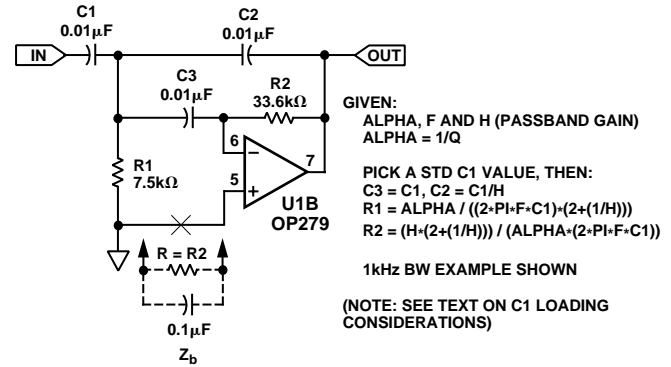 C1
0.01μF
C2
0.01μF
IN
OUT
C3
0.01μF
R2
33.6kΩ
R1
7.5kΩ
6
7
5
U1B
OP279
R = R2
0.1μF
Zb
GIVEN:
ALPHA, F AND H (PASSBAND GAIN)
ALPHA = 1/Q
PICK A STD C1 VALUE, THEN:
C3 = C1, C2 = C1/H
R1 = ALPHA / ((2*PI*F*C1)*(2+(1/H)))
R2 = (H*(2+(1/H))) / (ALPHA*(2*PI*F*C1))
1kHz BW EXAMPLE SHOWN
(NOTE: SEE TEXT ON C1 LOADING
CONSIDERATIONS)